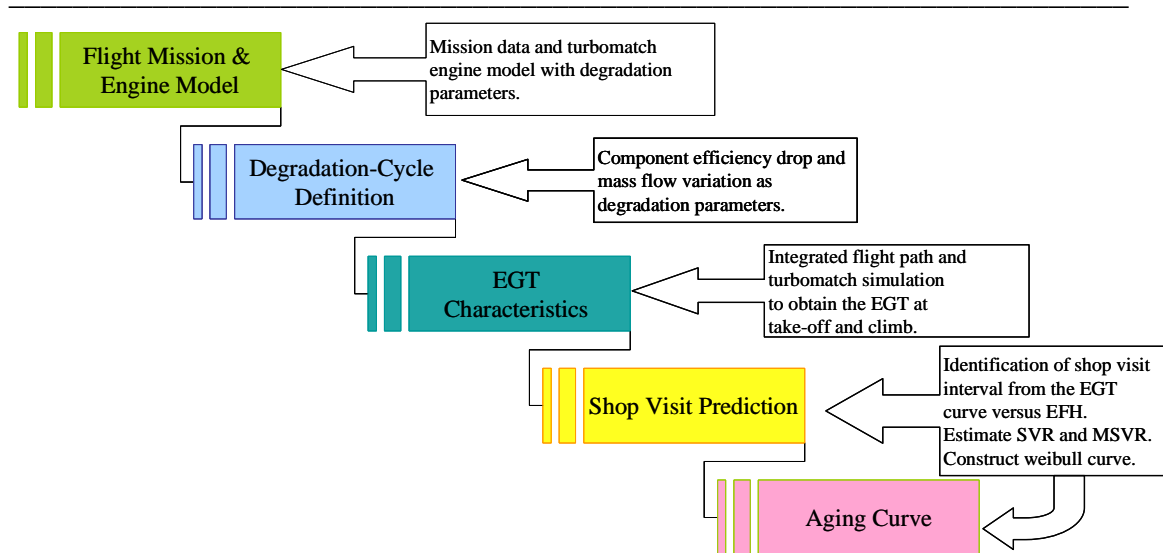 Flight Mission &
Engine Model
Mission data and turbomatch
engine model with degradation
parameters.
Degradation-Cycle
Definition
Component efficiency drop and
mass flow variation as
degradation parameters.
EGT
Characteristics
Integrated flight path and
turbomatch simulation
to obtain the EGT at
take-off and climb.
Shop Visit Prediction
Identification of shop visit
interval from the EGT
curve versus EFH.
Estimate SVR and MSVR.
Construct weibull curve.
Aging Curve